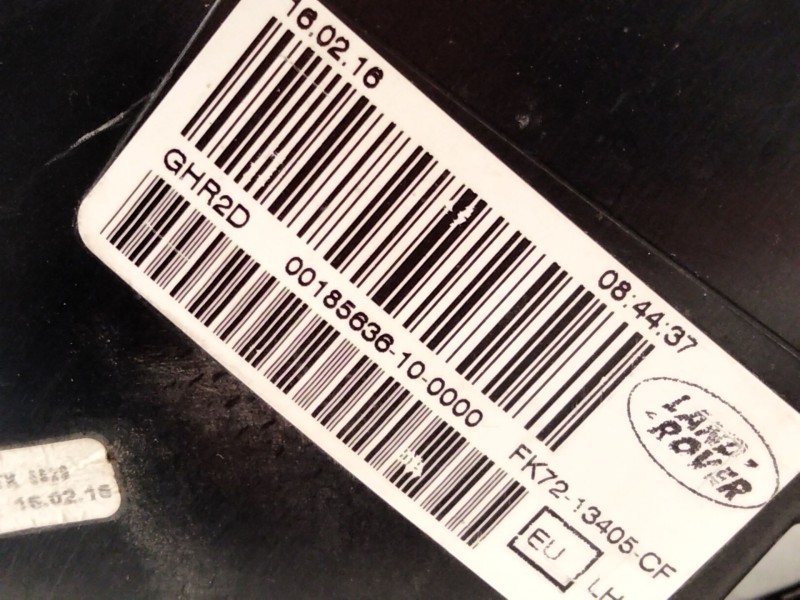 16.02.16
08:44:37
GHR2D
00185636-10-0000
LAND-
-ROVER
FK72-13405-CF
EU
LH
16.02.16